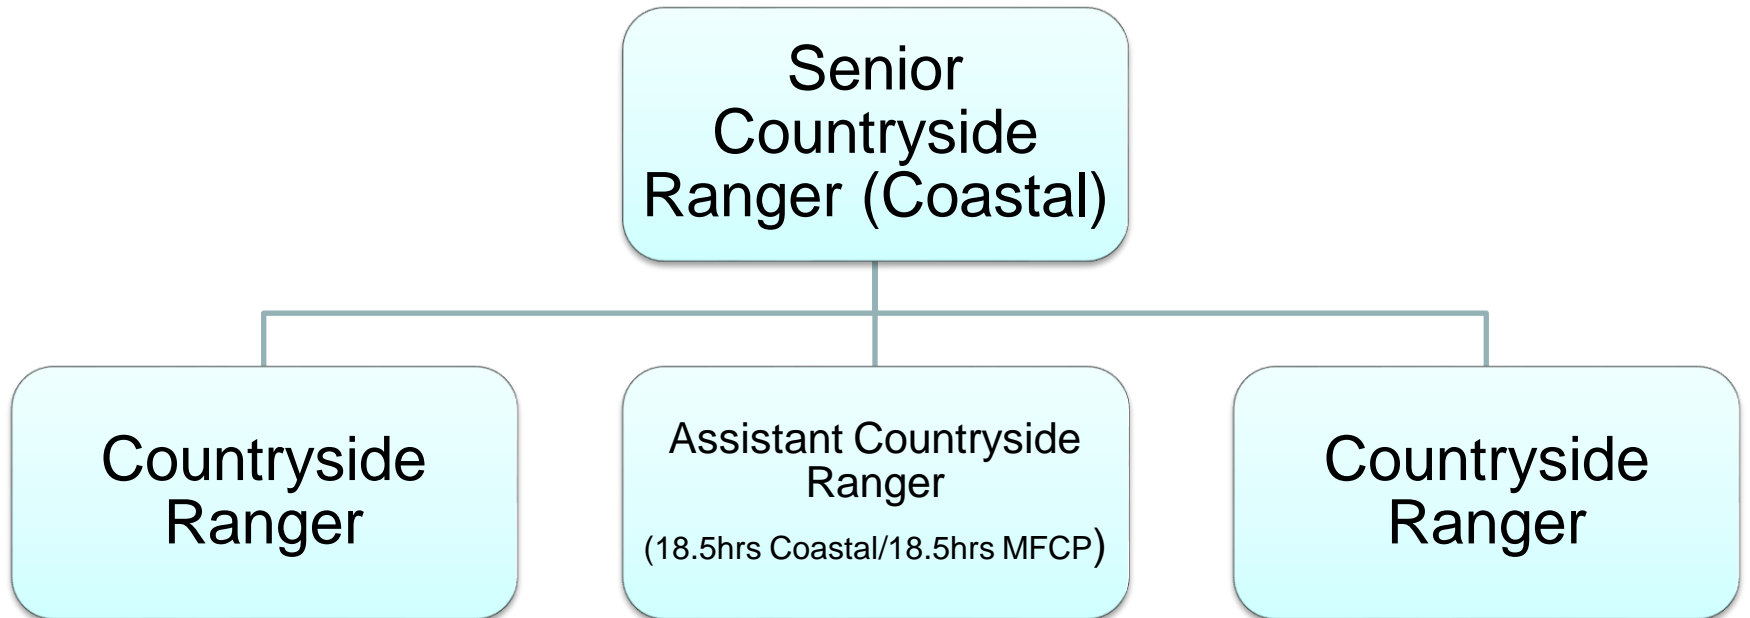 Senior
Countryside
Ranger (Coastal)
Countryside
Ranger
Assistant Countryside
Ranger
(18.5hrs Coastal/18.5hrs MFCP)
Countryside
Ranger